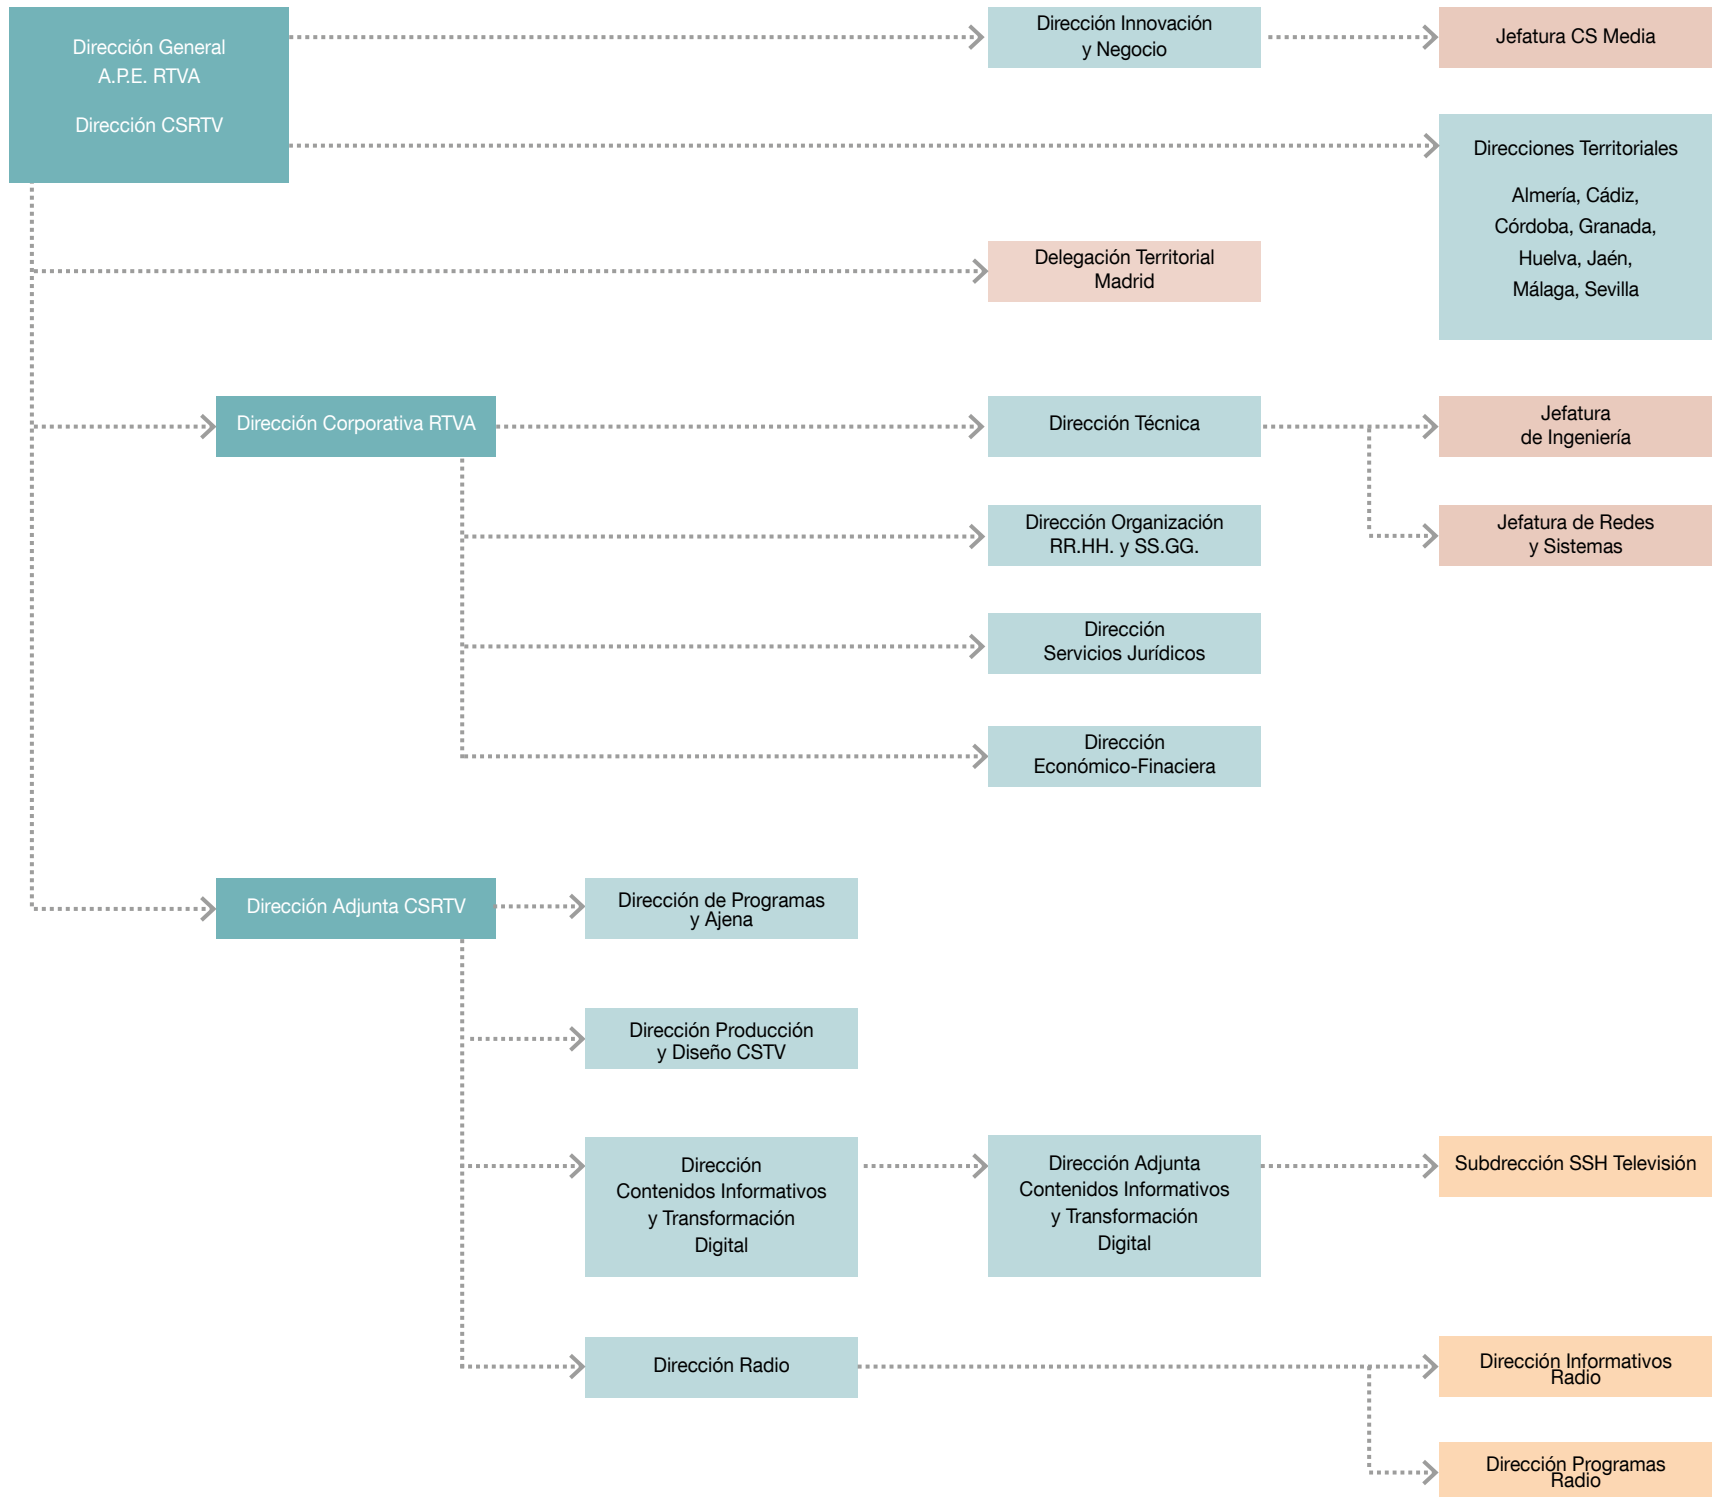 Dirección General
A.P.E. RTVA
Dirección CSRTV
Dirección Innovación
y Negocio
Jefatura CS Media
Direcciones Territoriales
Almería, Cádiz,
Córdoba, Granada,
Huelva, Jaén,
Málaga, Sevilla
Delegación Territorial
Madrid
Dirección Corporativa RTVA
Dirección Técnica
Jefatura
de Ingeniería
Dirección Organización
RR.HH. y SS.GG.
Jefatura de Redes
y Sistemas
Dirección
Servicios Jurídicos
Dirección
Económico-Finaciera
Dirección Adjunta CSRTV
Dirección de Programas
y Ajena
Dirección Producción
y Diseño CSTV
Dirección
Contenidos Informativos
y Transformación
Digital
Dirección Adjunta
Contenidos Informativos
y Transformación
Digital
Subdrección SSH Televisión
Dirección Radio
Dirección Informativos
Radio
Dirección Programas
Radio